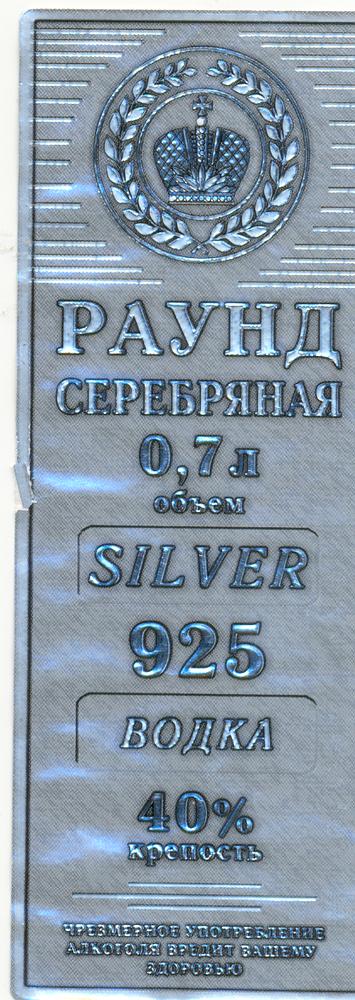 РАУНД
СЕРЕБРЯНАЯ
0,7 л
объем
SILVER
925
ВОДКА
40%
крепость
ЧРЕЗМЕРНОЕ УПОТРЕБЛЕНИЕ
АЛКОГОЛЯ ВРЕДИТ ВАШЕМУ
ЗДОРОВЬЮ